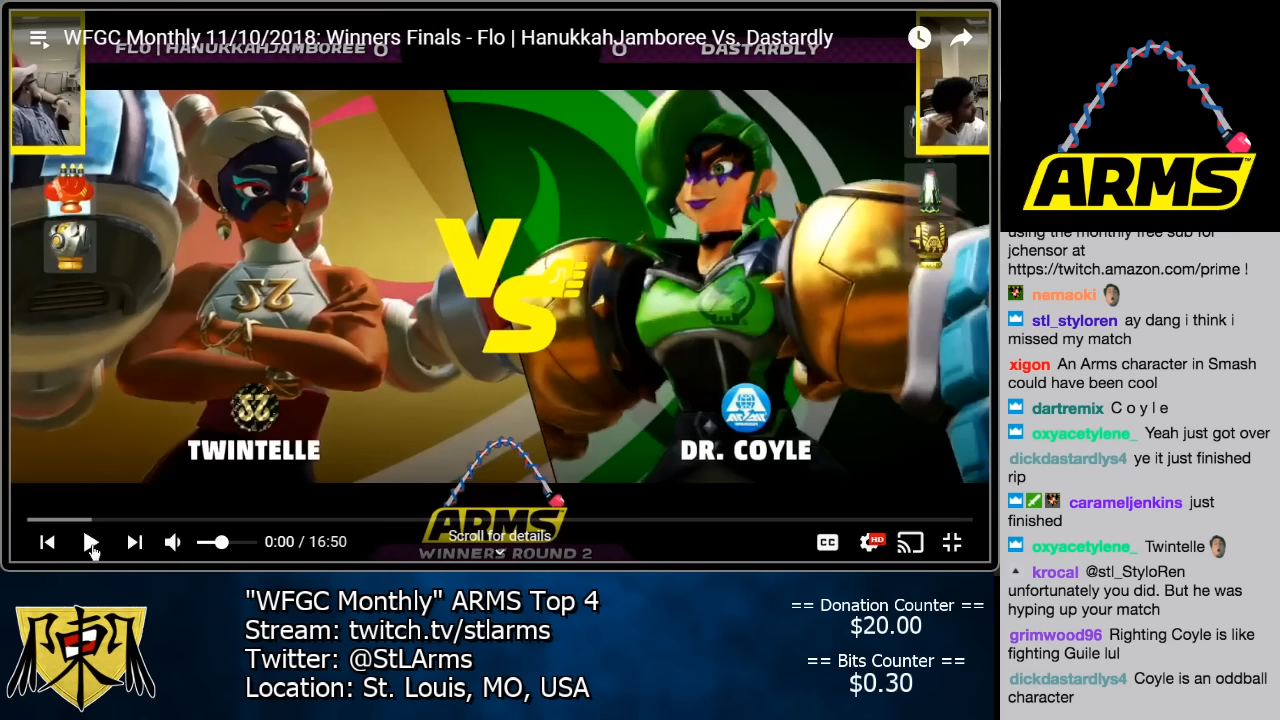 WFGC Monthly 11/10/2018: Winners Finals - Flo | HanukkahJamboree Vs. Dastardly
FLO | HANUKKAHJAMBOREE 0
0 DASTARDLY
VS
TWINTELLE
DR. COYLE
ARMS
Scroll for details
WINNERS ROUND 2
0:00 / 16:50
CC
HD
"WFGC Monthly" ARMS Top 4
Stream: twitch.tv/stlarms
Twitter: @StLArms
Location: St. Louis, MO, USA
== Donation Counter ==
$20.00
== Bits Counter ==
$0.30
ARMS™
using the monthly free sub for
jchensor at
https://twitch.amazon.com/prime !
nemaoki
stl_styloren ay dang i think i
missed my match
xigon An Arms character in Smash
could have been cool
dartremix C o y l e
oxyacetylene_ Yeah just got over
dickdastardlys4 ye it just finished
rip
carameljenkins just
finished
oxyacetylene_ Twintelle
krocal @stl_StyloRen
unfortunately you did. But he was
hyping up your match
grimwood96 Righting Coyle is like
fighting Guile lul
dickdastardlys4 Coyle is an oddball
character